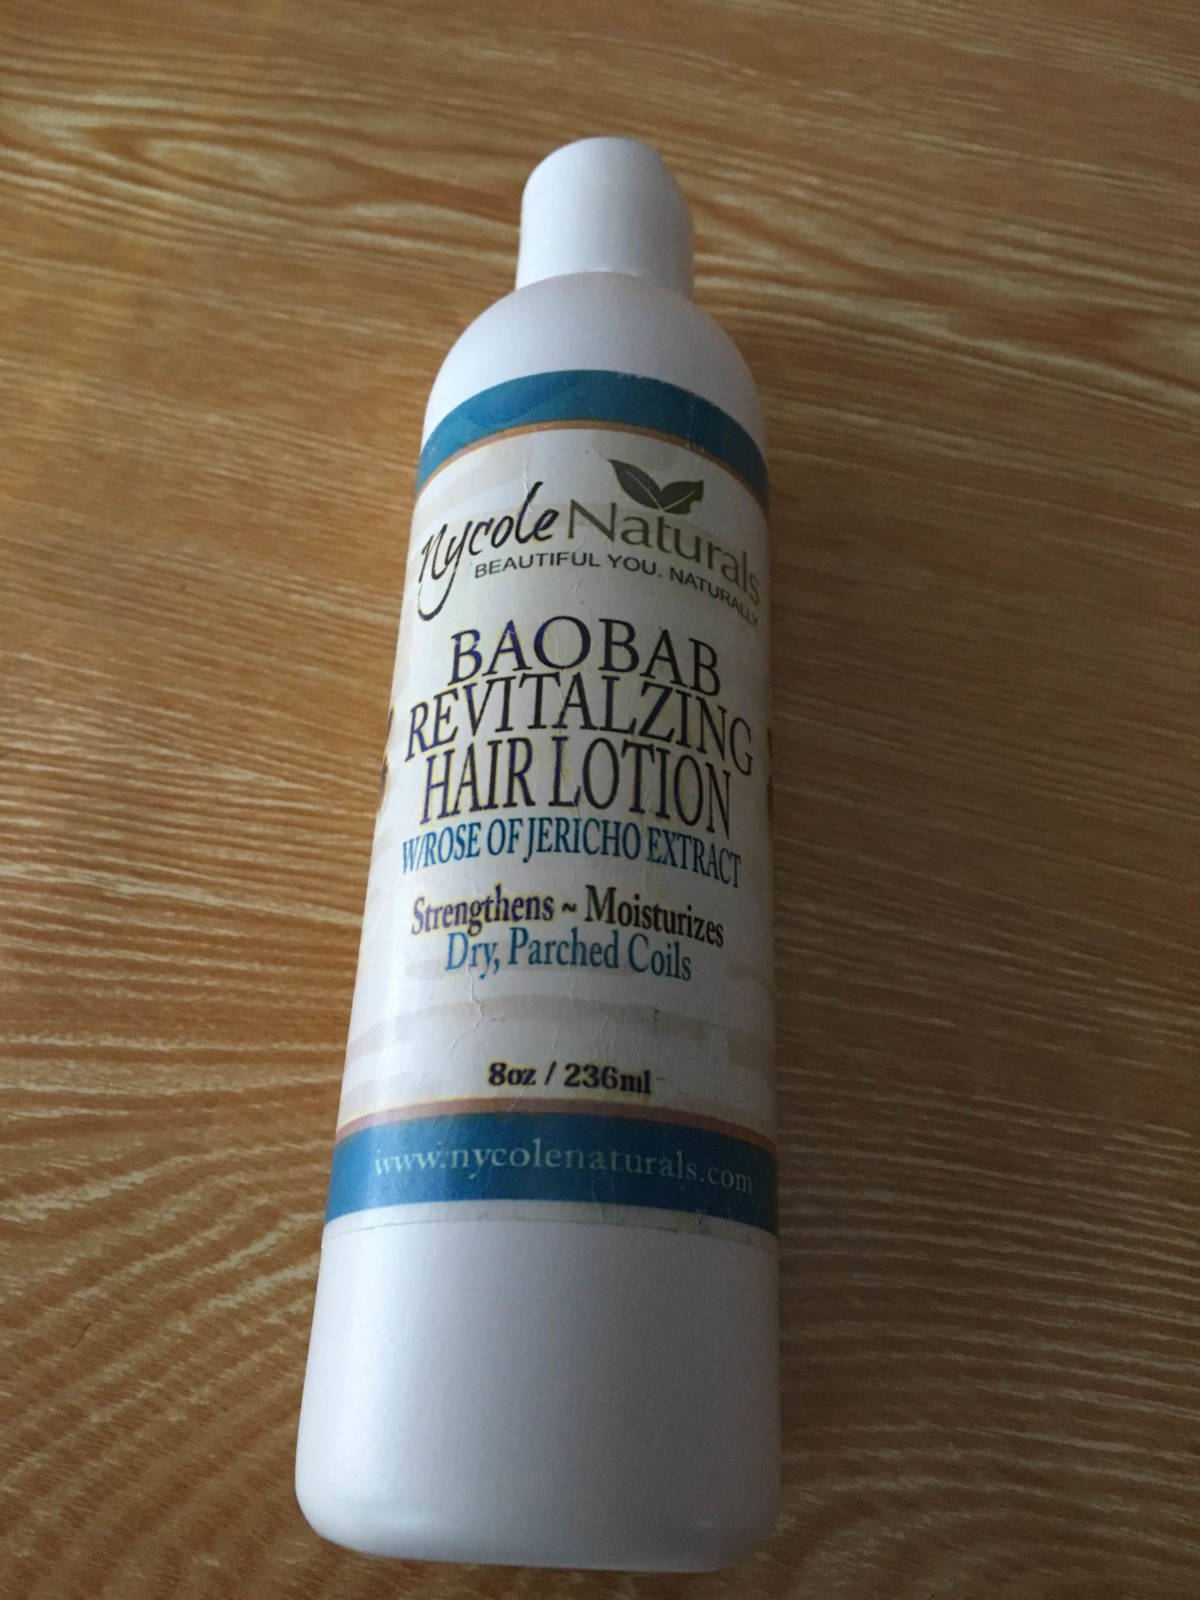 nycole Naturals
BEAUTIFUL YOU. NATURALLY
BAOBAB
REVITALZING
HAIR LOTION
W/ROSE OF JERICHO EXTRACT
Strengthens ~ Moisturizes
Dry, Parched Coils
8oz / 236ml
www.nycolenaturals.com